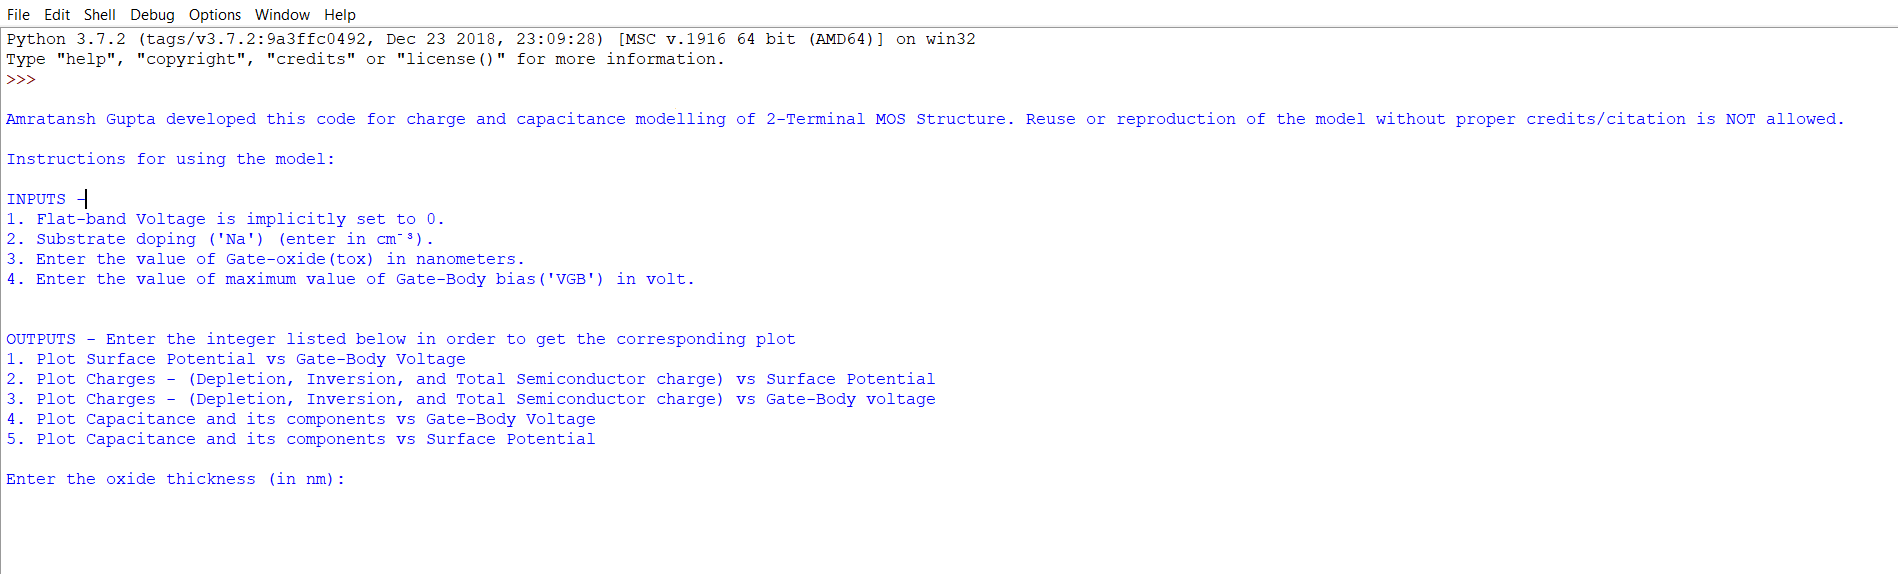 File Edit Shell Debug Options Window Help
Python 3.7.2 (tags/v3.7.2:9a3ffc0492, Dec 23 2018, 23:09:28) [MSC v.1916 64 bit (AMD64)] on win32
Type "help", "copyright", "credits" or "license()" for more information.
>>>
Amratansh Gupta developed this code for charge and capacitance modelling of 2-Terminal MOS Structure. Reuse or reproduction of the model without proper credits/citation is NOT allowed.
Instructions for using the model:
INPUTS -
1. Flat-band Voltage is implicitly set to 0.
2. Substrate doping ('Na') (enter in cm⁻³).
3. Enter the value of Gate-oxide(tox) in nanometers.
4. Enter the value of maximum value of Gate-Body bias('VGB') in volt.
OUTPUTS - Enter the integer listed below in order to get the corresponding plot
1. Plot Surface Potential vs Gate-Body Voltage
2. Plot Charges - (Depletion, Inversion, and Total Semiconductor charge) vs Surface Potential
3. Plot Charges - (Depletion, Inversion, and Total Semiconductor charge) vs Gate-Body voltage
4. Plot Capacitance and its components vs Gate-Body Voltage
5. Plot Capacitance and its components vs Surface Potential
Enter the oxide thickness (in nm):